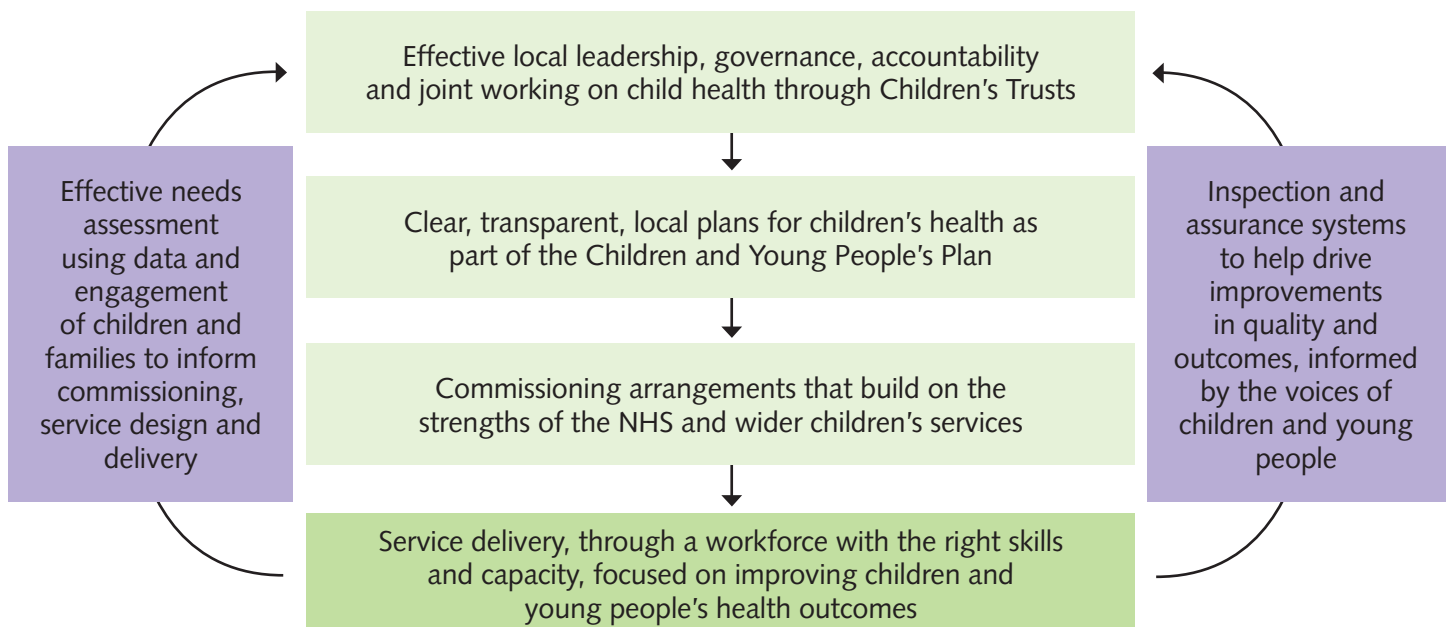 Effective local leadership, governance, accountability
and joint working on child health through Children’s Trusts
Effective needs
assessment
using data and
engagement
of children and
families to inform
commissioning,
service design and
delivery
Clear, transparent, local plans for children’s health as
part of the Children and Young People’s Plan
Commissioning arrangements that build on the
strengths of the NHS and wider children’s services
Service delivery, through a workforce with the right skills
and capacity, focused on improving children and
young people’s health outcomes
Inspection and
assurance systems
to help drive
improvements
in quality and
outcomes, informed
by the voices of
children and young
people